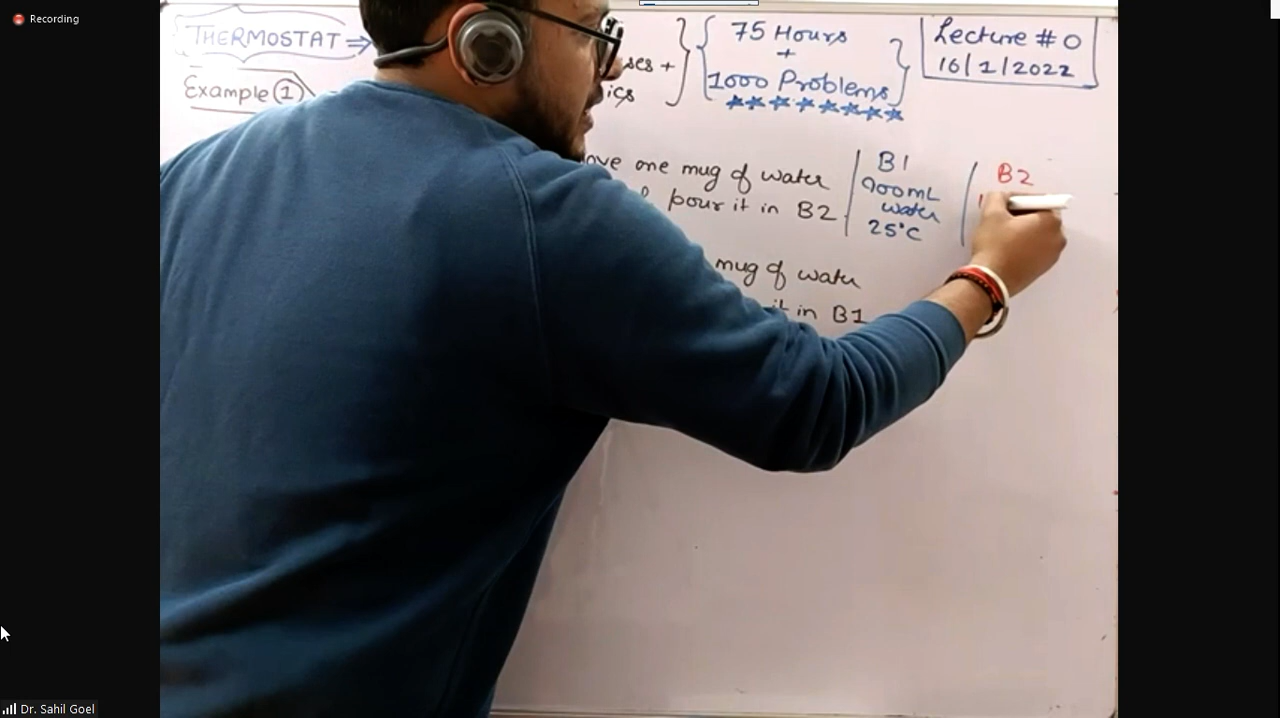 Recording
THERMOSTAT ⇒
Example ①
ses +
ics
75 Hours
+
1000 Problems
Lecture # 0
16/1/2022
ove one mug of water
pour it in B2
B1
900mL
water
25°C
B2
mug of water
it in B1
Dr. Sahil Goel